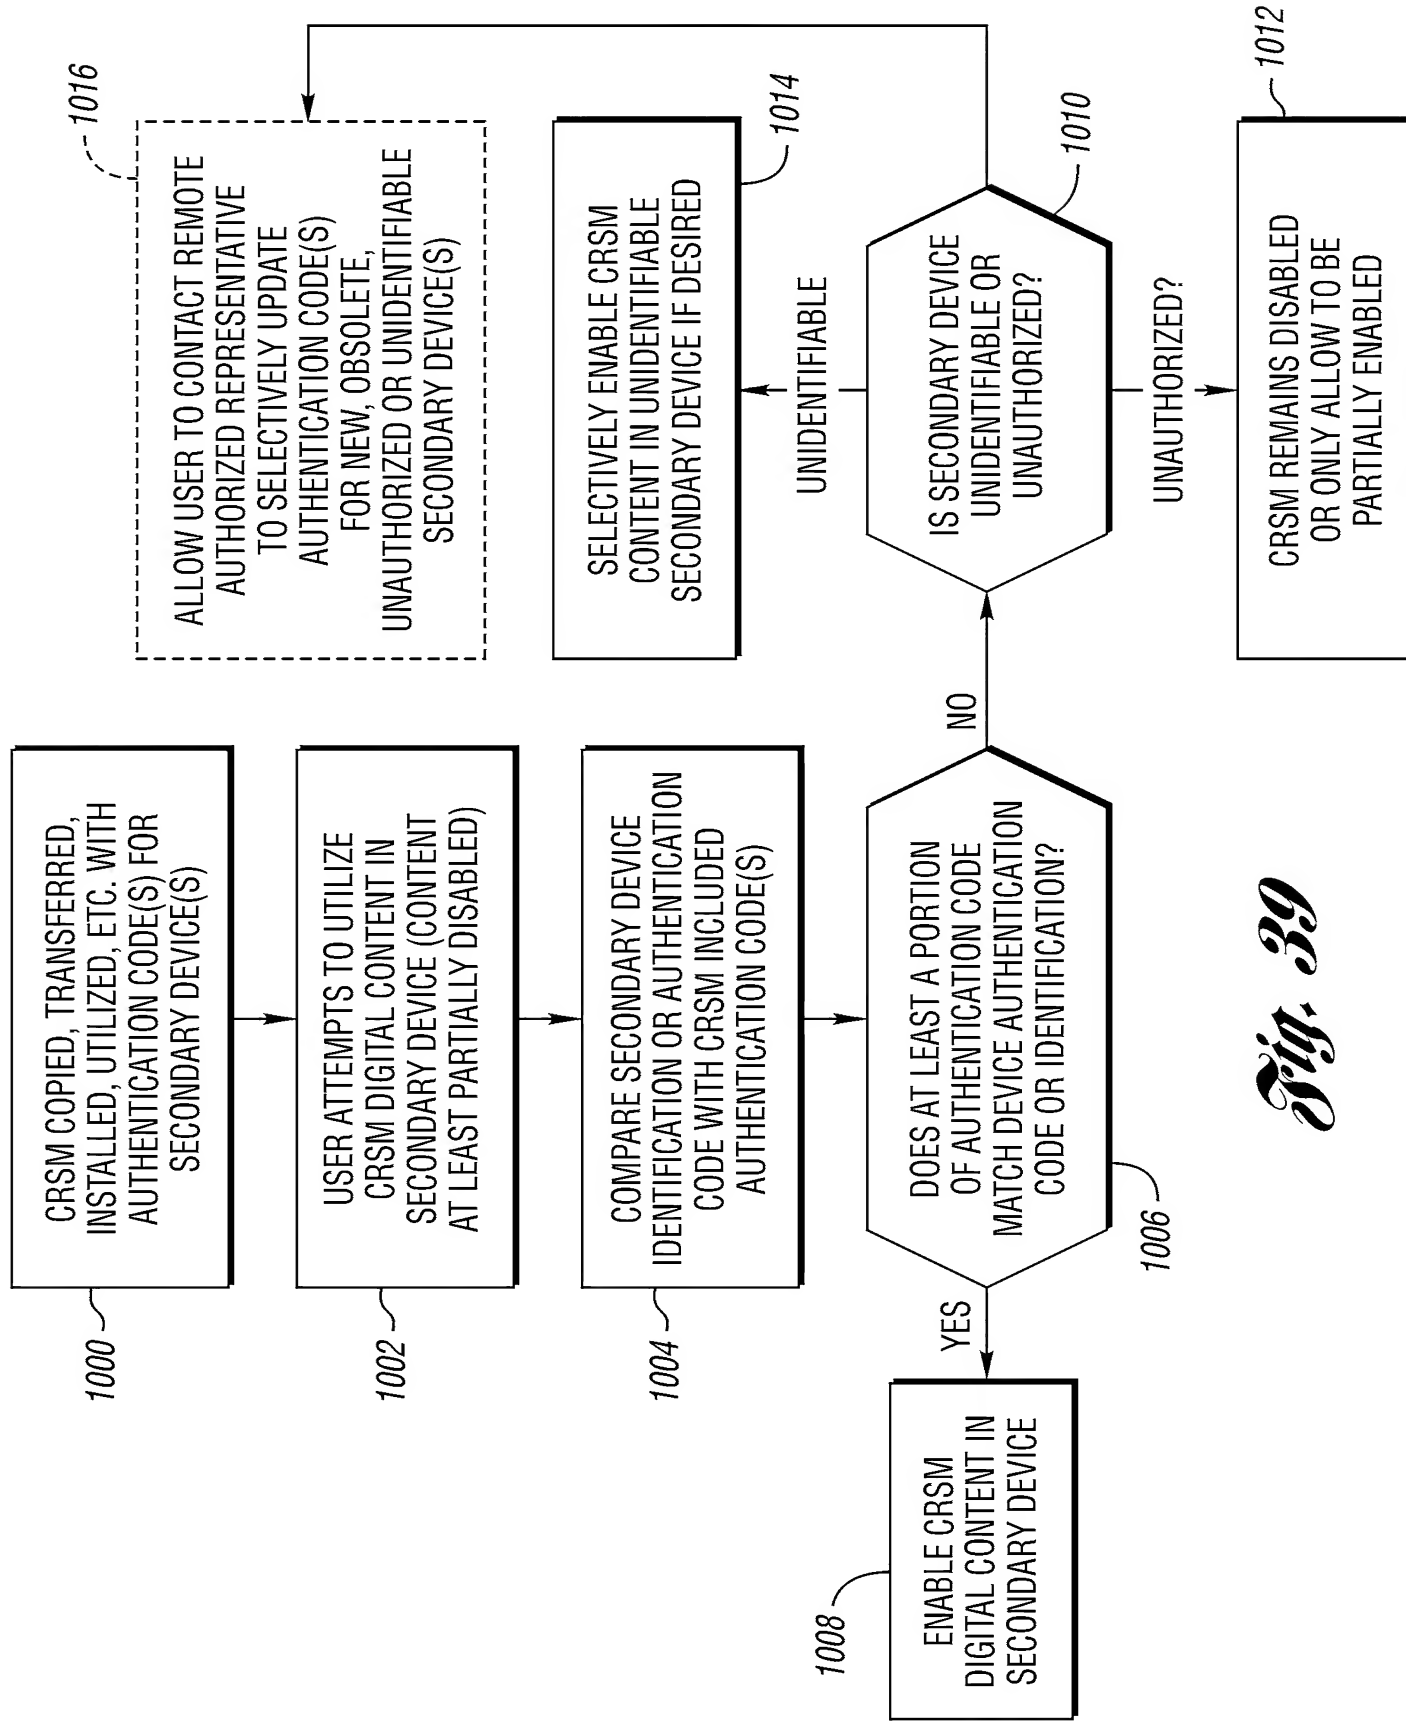 CRSM COPIED, TRANSFERRED,
INSTALLED, UTILIZED, ETC. WITH
AUTHENTICATION CODE(S) FOR
SECONDARY DEVICE(S)
1000
USER ATTEMPTS TO UTILIZE
CRSM DIGITAL CONTENT IN
SECONDARY DEVICE (CONTENT
AT LEAST PARTIALLY DISABLED)
1002
COMPARE SECONDARY DEVICE
IDENTIFICATION OR AUTHENTICATION
CODE WITH CRSM INCLUDED
AUTHENTICATION CODE(S)
1004
DOES AT LEAST A PORTION
OF AUTHENTICATION CODE
MATCH DEVICE AUTHENTICATION
CODE OR IDENTIFICATION?
1006
YES
ENABLE CRSM
DIGITAL CONTENT IN
SECONDARY DEVICE
1008
NO
IS SECONDARY DEVICE
UNIDENTIFIABLE OR
UNAUTHORIZED?
1010
UNAUTHORIZED?
CRSM REMAINS DISABLED
OR ONLY ALLOW TO BE
PARTIALLY ENABLED
1012
UNIDENTIFIABLE
SELECTIVELY ENABLE CRSM
CONTENT IN UNIDENTIFIABLE
SECONDARY DEVICE IF DESIRED
1014
ALLOW USER TO CONTACT REMOTE
AUTHORIZED REPRESENTATIVE
TO SELECTIVELY UPDATE
AUTHENTICATION CODE(S)
FOR NEW, OBSOLETE,
UNAUTHORIZED OR UNIDENTIFIABLE
SECONDARY DEVICE(S)
1016
Fig. 39